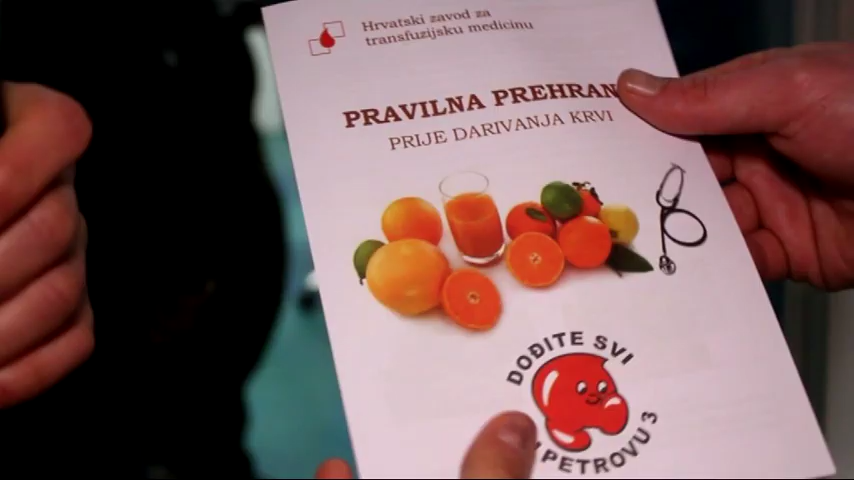 Hrvatski zavod za
transfuzijsku medicinu
PRAVILNA PREHRAN
PRIJE DARIVANJA KRVI
DOĐITE SVI
PETROVU 3